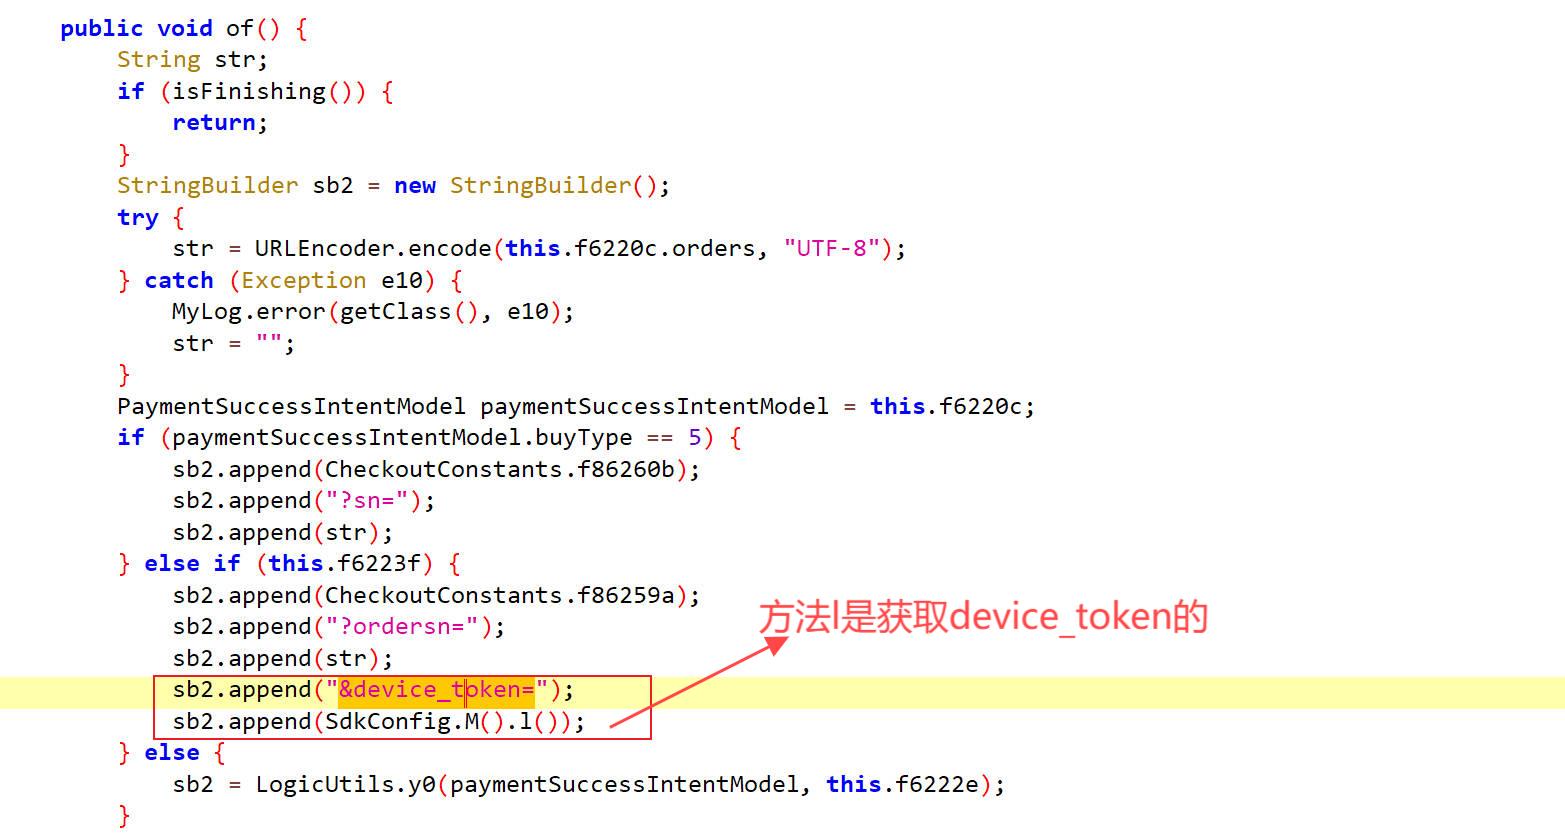 public void of() {
String str;
if (isFinishing()) {
return;
}
StringBuilder sb2 = new StringBuilder();
try {
str = URLEncoder.encode(this.f6220c.orders, "UTF-8");
} catch (Exception e10) {
MyLog.error(getClass(), e10);
str = "";
}
PaymentSuccessIntentModel paymentSuccessIntentModel = this.f6220c;
if (paymentSuccessIntentModel.buyType == 5) {
sb2.append(CheckoutConstants.f86260b);
sb2.append("?sn=");
sb2.append(str);
} else if (this.f6223f) {
sb2.append(CheckoutConstants.f86259a);
sb2.append("?ordersn=");
sb2.append(str);
方法l是获取device_token的
sb2.append("&device_token=");
sb2.append(SdkConfig.M().l());
} else {
sb2 = LogicUtils.y0(paymentSuccessIntentModel, this.f6222e);
}